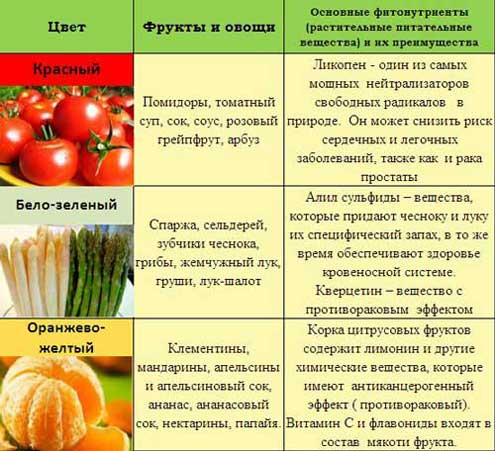 Цвет
Фрукты и овощи
Основные фитонутриенты
(растительные питательные
вещества) и их преимущества
Красный
Помидоры, томатный
суп, сок, соус, розовый
грейпфрут, арбуз
Ликопен - один из самых
мощных нейтрализаторов
свободных радикалов в
природе. Он может снизить риск
сердечных и легочных
заболеваний, также как и рака
простаты
Бело-зеленый
Спаржа, сельдерей,
зубчики чеснока,
грибы, жемчужный лук,
груши, лук-шалот
Алил сульфиды – вещества,
которые придают чесноку и луку
их специфический запах, в то же
время обеспечивают здоровье
кровеносной системе.
Кверцетин – вещество с
противораковым эффектом
Оранжево-
желтый
Клементины,
мандарины, апельсины
и апельсиновый сок,
ананас, ананасовый
сок, нектарины, папайя.
Корка цитрусовых фруктов
содержит лимонин и другие
химические вещества, которые
имеют антиканцерогенный
эффект ( противораковый).
Витамин С и флавониды входят в
состав мякоти фрукта.